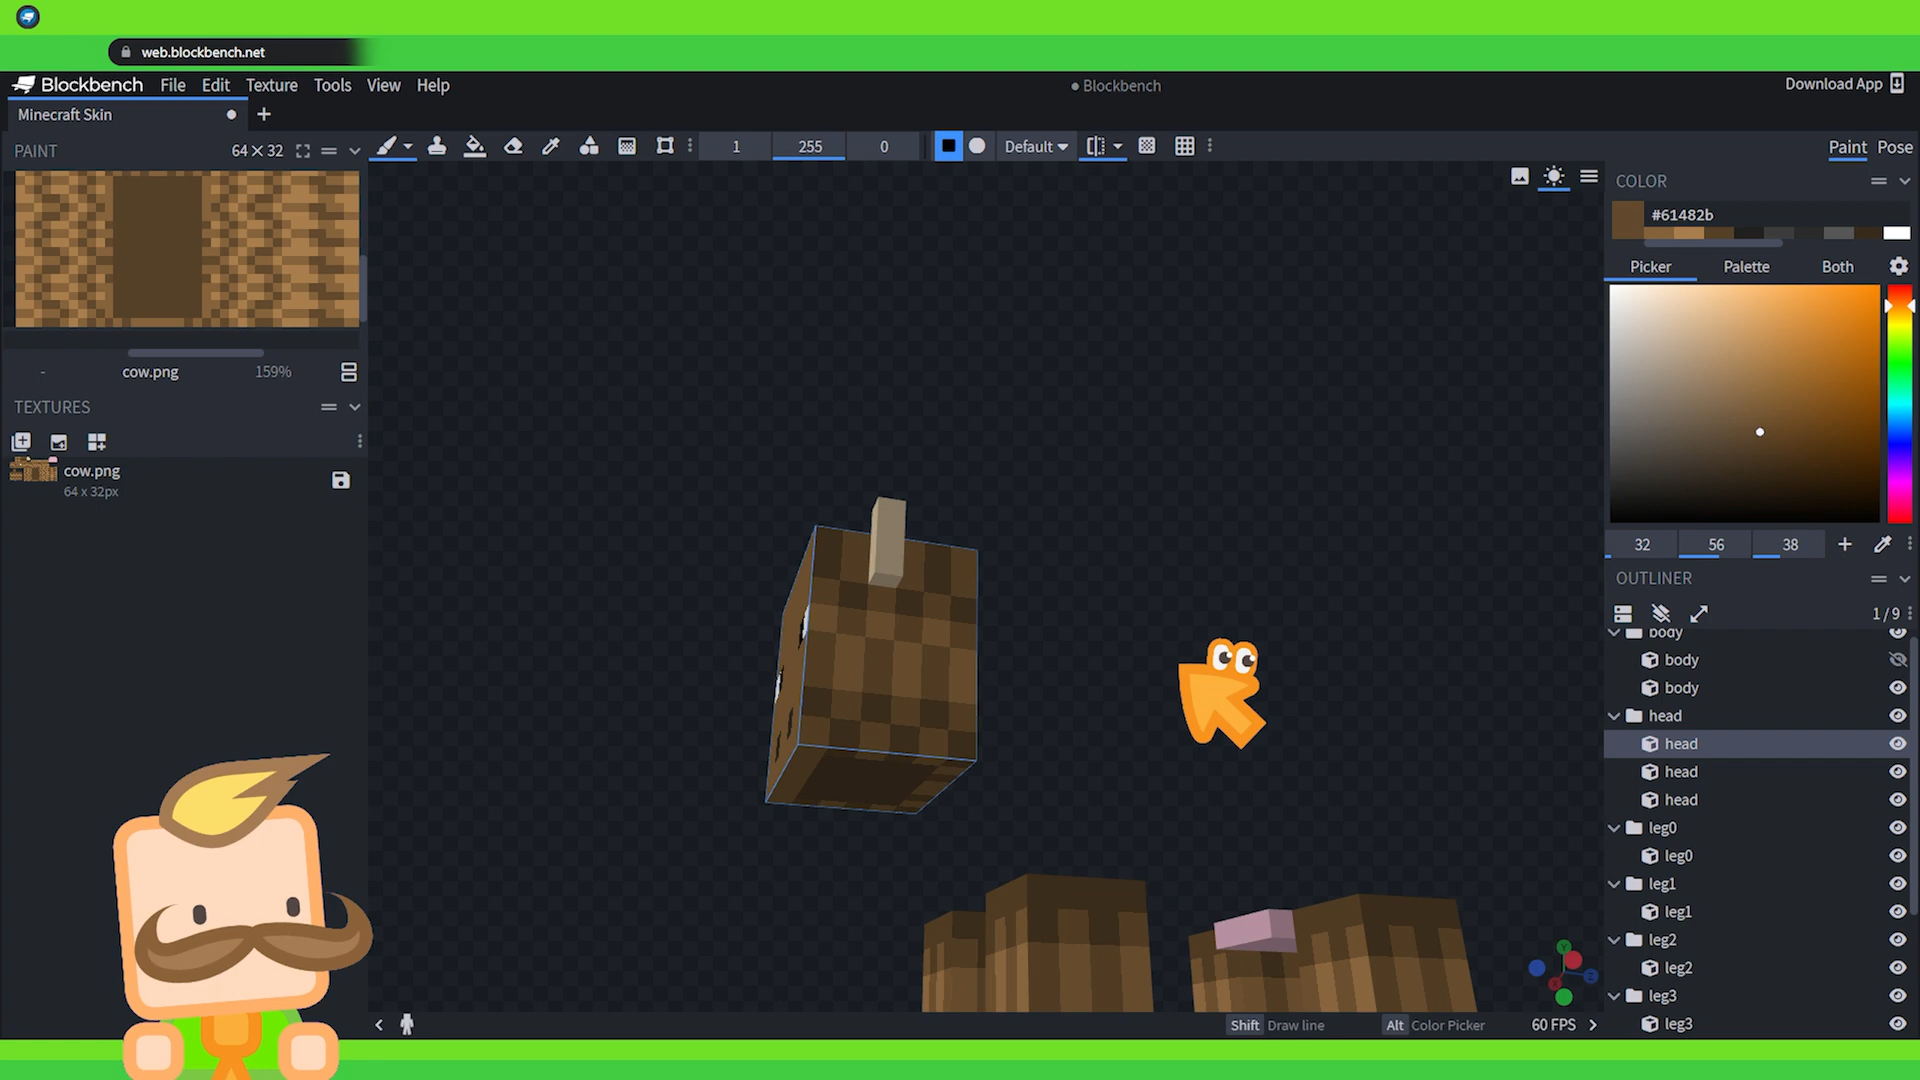 web.blockbench.net
Blockbench File Edit Texture Tools View Help
Blockbench
Download App
Minecraft Skin
PAINT 64 × 32
1 255 0 Default
Paint Pose
COLOR
#61482b
Picker Palette Both
- cow.png 159%
TEXTURES
cow.png
64 x 32px
32 56 38
OUTLINER
1 / 9
body
body
body
head
head
head
head
leg0
leg0
leg1
leg1
leg2
leg2
leg3
leg3
Shift Draw line Alt Color Picker 60 FPS